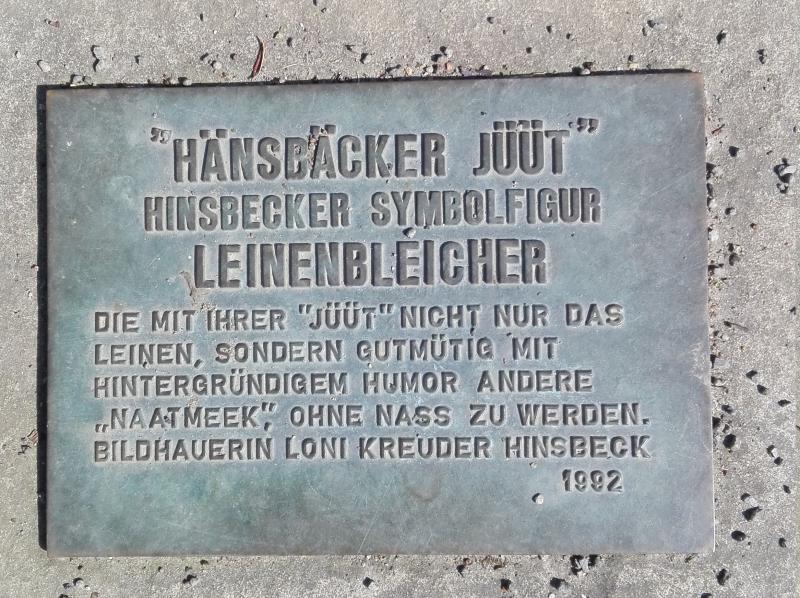 "HÄNSBÄCKER JÜÜT"
HINSBECKER SYMBOLFIGUR
LEINENBLEICHER
DIE MIT IHRER "JÜÜT" NICHT NUR DAS
LEINEN, SONDERN GUTMÜTIG MIT
HINTERGRÜNDIGEM HUMOR ANDERE
„NAATMEEK", OHNE NASS ZU WERDEN.
BILDHAUERIN LONI KREUDER HINSBECK
1992